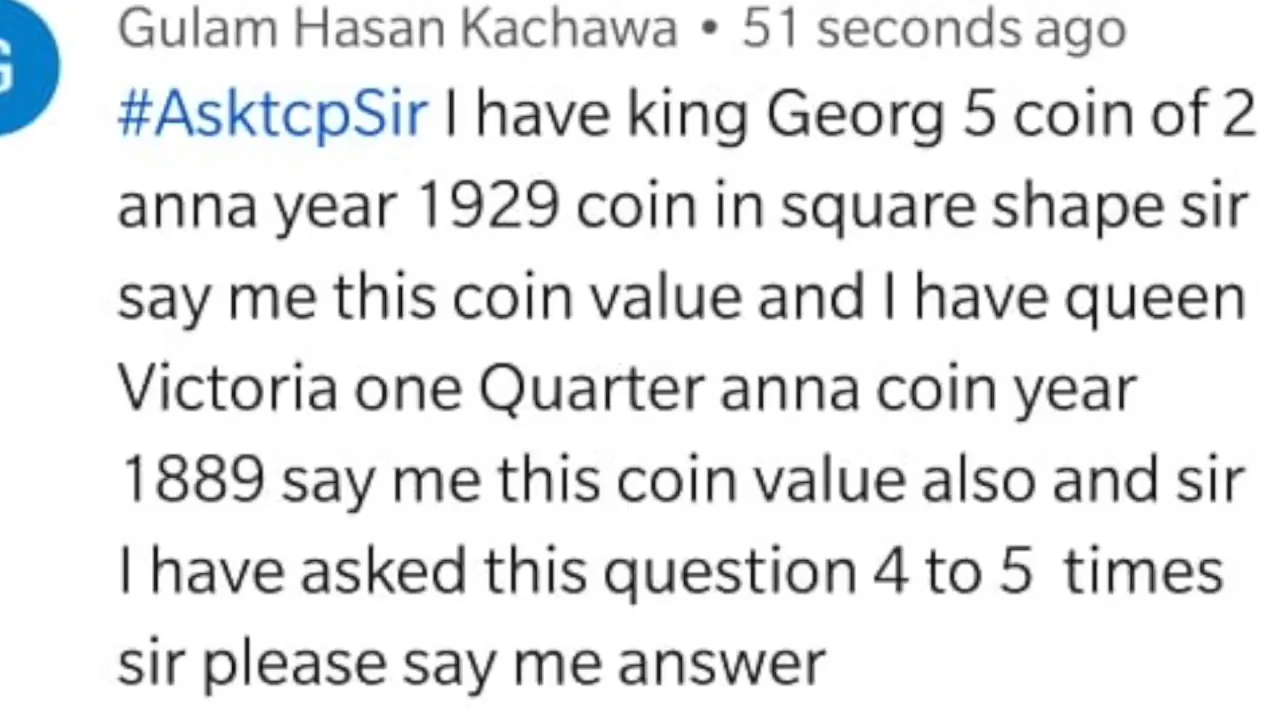 G
Gulam Hasan Kachawa • 51 seconds ago
#AsktcpSir I have king Georg 5 coin of 2
anna year 1929 coin in square shape sir
say me this coin value and I have queen
Victoria one Quarter anna coin year
1889 say me this coin value also and sir
I have asked this question 4 to 5  times
sir please say me answer